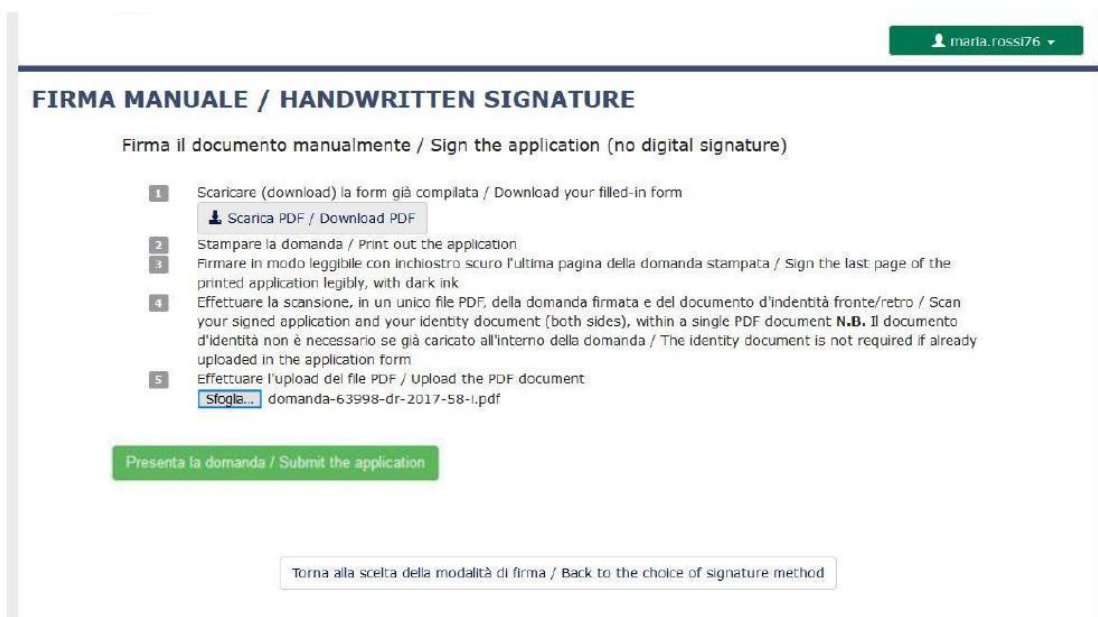 maria.rossi76
FIRMA MANUALE / HANDWRITTEN SIGNATURE
Firma il documento manualmente / Sign the application (no digital signature)
1 Scaricare (download) la form già compilata / Download your filled-in form
Scarica PDF / Download PDF
2 Stampare la domanda / Print out the application
3 Firmare in modo leggibile con inchiostro scuro l'ultima pagina della domanda stampata / Sign the last page of the
printed application legibly, with dark ink
4 Effettuare la scansione, in un unico file PDF, della domanda firmata e del documento d'indentità fronte/retro / Scan
your signed application and your identity document (both sides), within a single PDF document N.B. Il documento
d'identità non è necessario se già caricato all'interno della domanda / The identity document is not required if already
uploaded in the application form
5 Effettuare l'upload del file PDF / Upload the PDF document
Sfoglia... domanda-63998-dr-2017-58-i.pdf
Presenta la domanda / Submit the application
Torna alla scelta della modalità di firma / Back to the choice of signature method